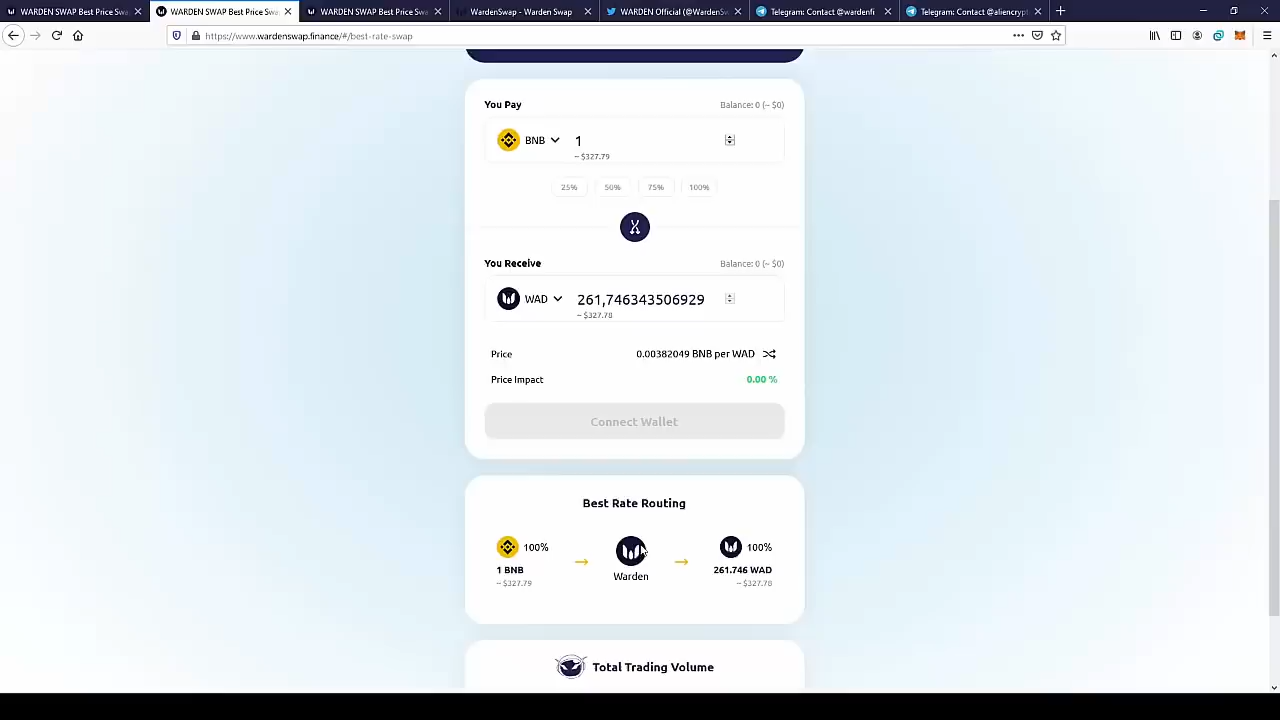 WARDEN SWAP Best Price Swa
WARDEN SWAP Best Price Swa
WARDEN SWAP Best Price Swa
WardenSwap - Warden Swap
WARDEN Official (@WardenSw
Telegram: Contact @wardenfi
Telegram: Contact @aliencrypt
https://www.wardenswap.finance/#/best-rate-swap
You Pay
Balance: 0 (~ $0)
BNB
1
~ $327.79
25%
50%
75%
100%
You Receive
Balance: 0 (~ $0)
WAD
261,746343506929
~ $327.78
Price
0.00382049 BNB per WAD
Price Impact
0.00 %
Connect Wallet
Best Rate Routing
100%
1 BNB
~ $327.79
Warden
100%
261.746 WAD
~ $327.78
Total Trading Volume